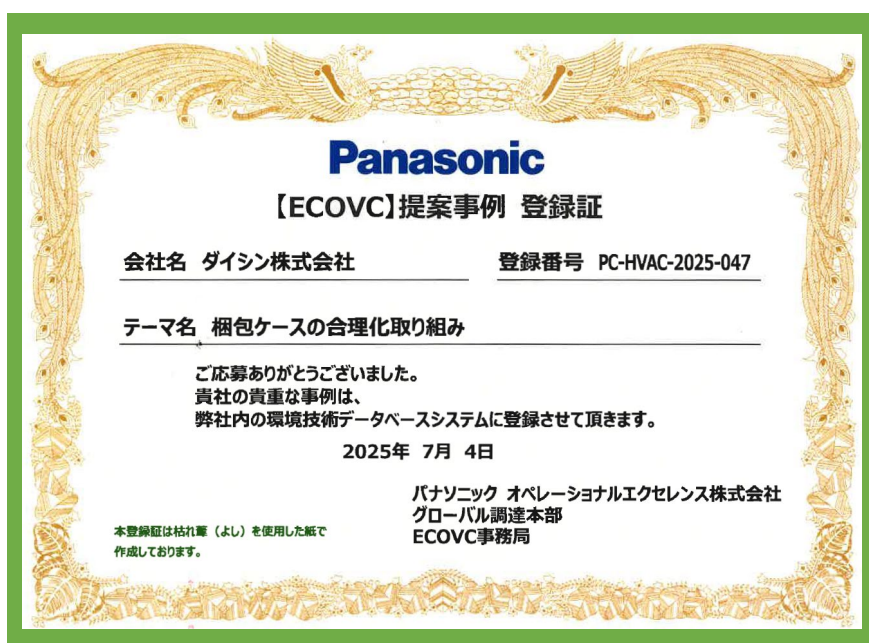 Panasonic
【ECOVC】提案事例 登録証
会社名 ダイシン株式会社 登録番号 PC-HVAC-2025-047
テーマ名 梱包ケースの合理化取り組み
ご応募ありがとうございました。
貴社の貴重な事例は、
弊社内の環境技術データベースシステムに登録させて頂きます。
2025年 7月 4日
パナソニック オペレーショナルエクセレンス株式会社
グローバル調達本部
ECOVC事務局
本登録証は枯れ葦（よし）を使用した紙で
作成しております。